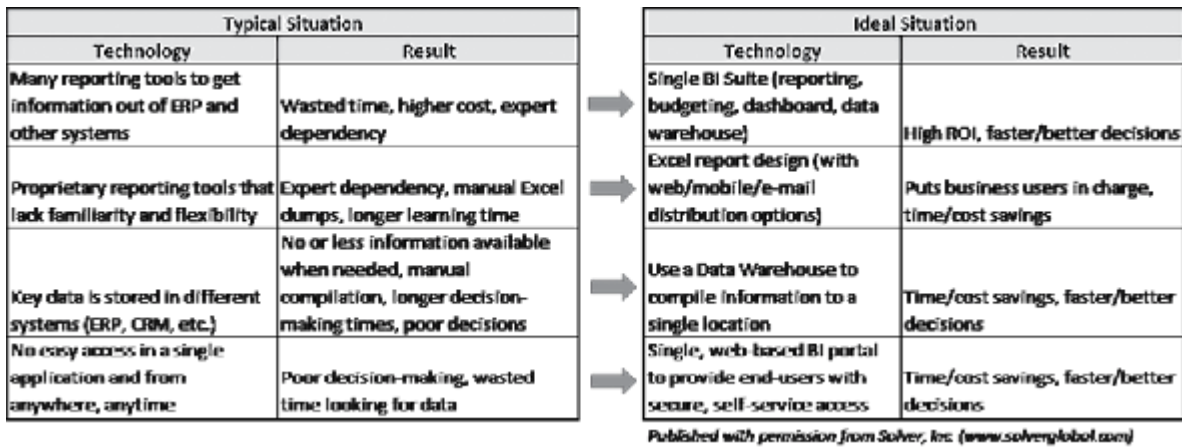 Typical Situation
Technology
Result
Many reporting tools to get
information out of ERP and
other systems
Wasted time, higher cost, expert
dependency
Proprietary reporting tools that
lack familiarity and flexibility
Expert dependency, manual Excel
dumps, longer learning time
Key data is stored in different
systems (ERP, CRM, etc.)
No or less information available
when needed, manual
compilation, longer decision-
making times, poor decisions
No easy access in a single
application and from
anywhere, anytime
Poor decision-making, wasted
time looking for data
Ideal Situation
Technology
Result
Single BI Suite (reporting,
budgeting, dashboard, data
warehouse)
High ROI, faster/better decisions
Excel report design (with
web/mobile/e-mail
distribution options)
Puts business users in charge,
time/cost savings
Use a Data Warehouse to
compile information to a
single location
Time/cost savings, faster/better
decisions
Single, web-based BI portal
to provide end-users with
secure, self-service access
Time/cost savings, faster/better
decisions
Published with permission from Solver, Inc. (www.solverglobal.com)